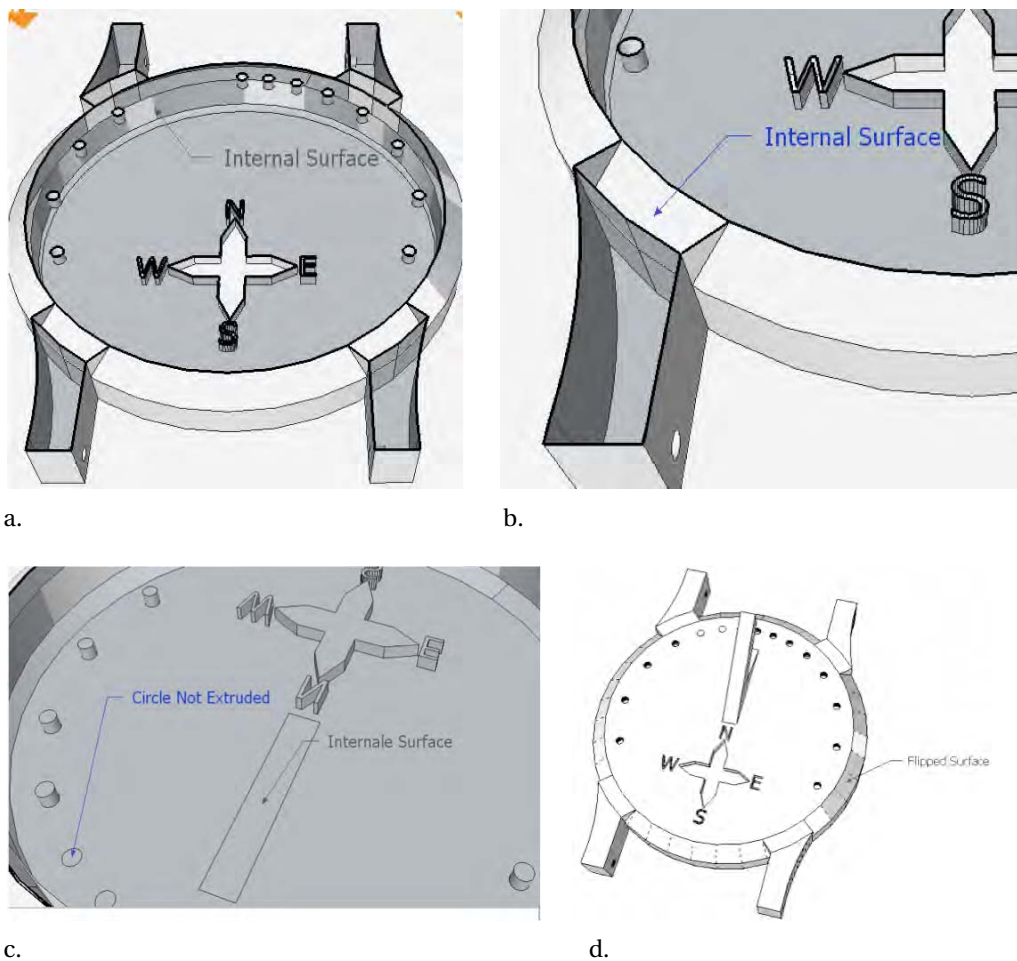 N
Internal Surface
W
E
S
W
Internal Surface
S
a.
b.
W
E
N
Circle Not Extruded
Internale Surface
N
W
E
S
Flipped Surface
c.
d.